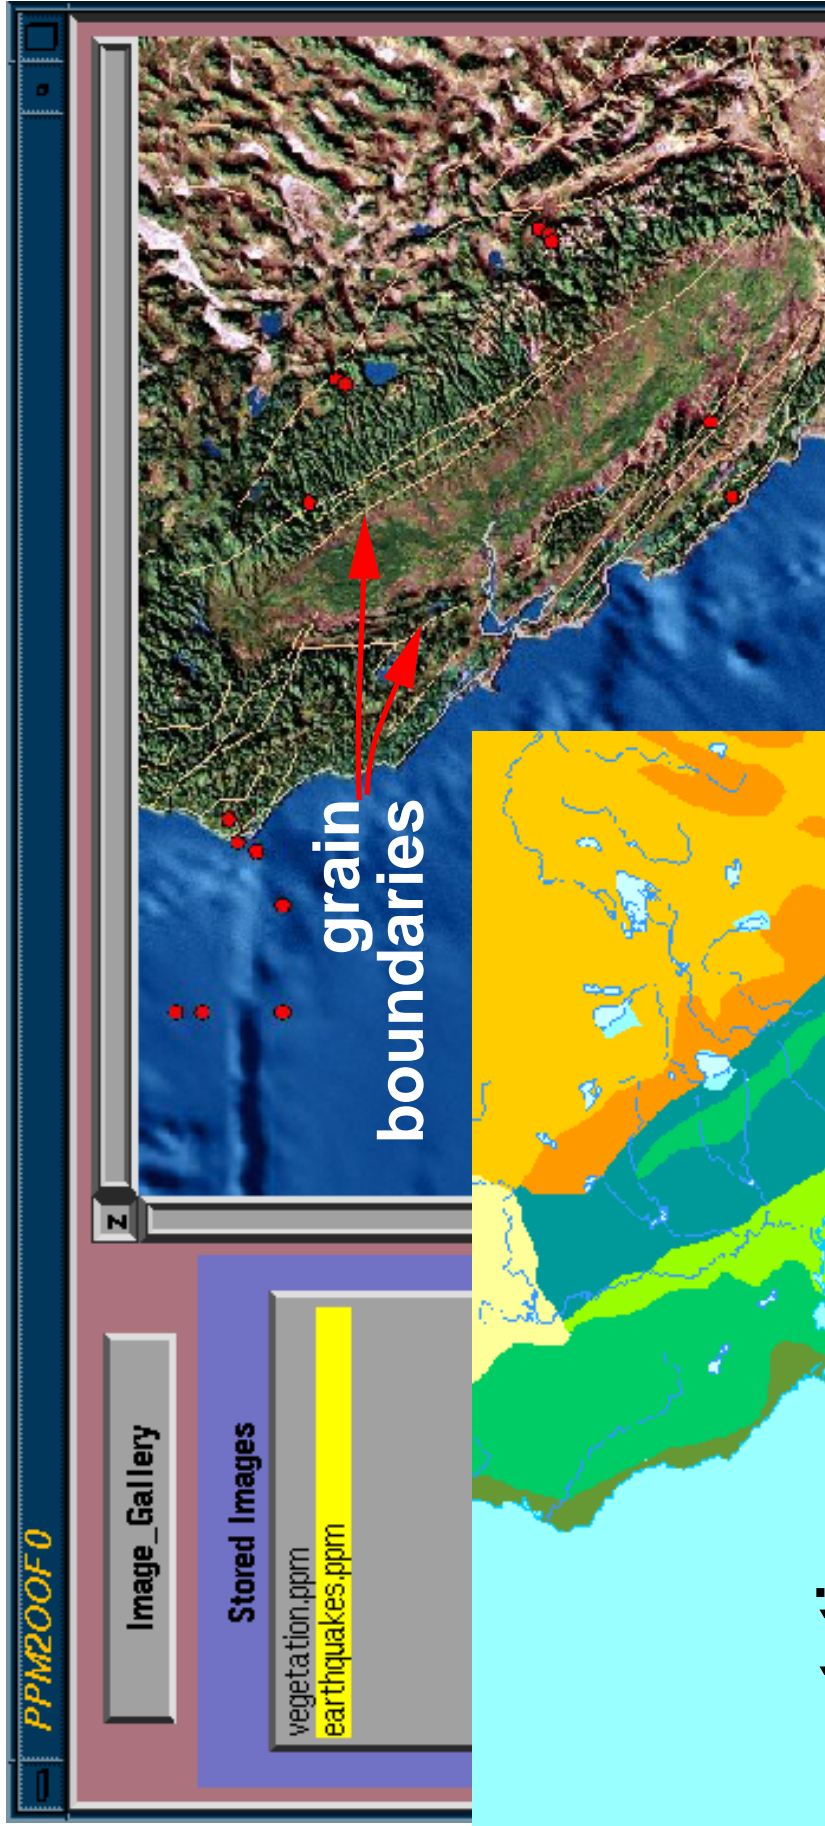 PPM2OOF 0
Image_Gallery
Stored Images
vegetation.ppm
earthquakes.ppm
z
grain
boundaries